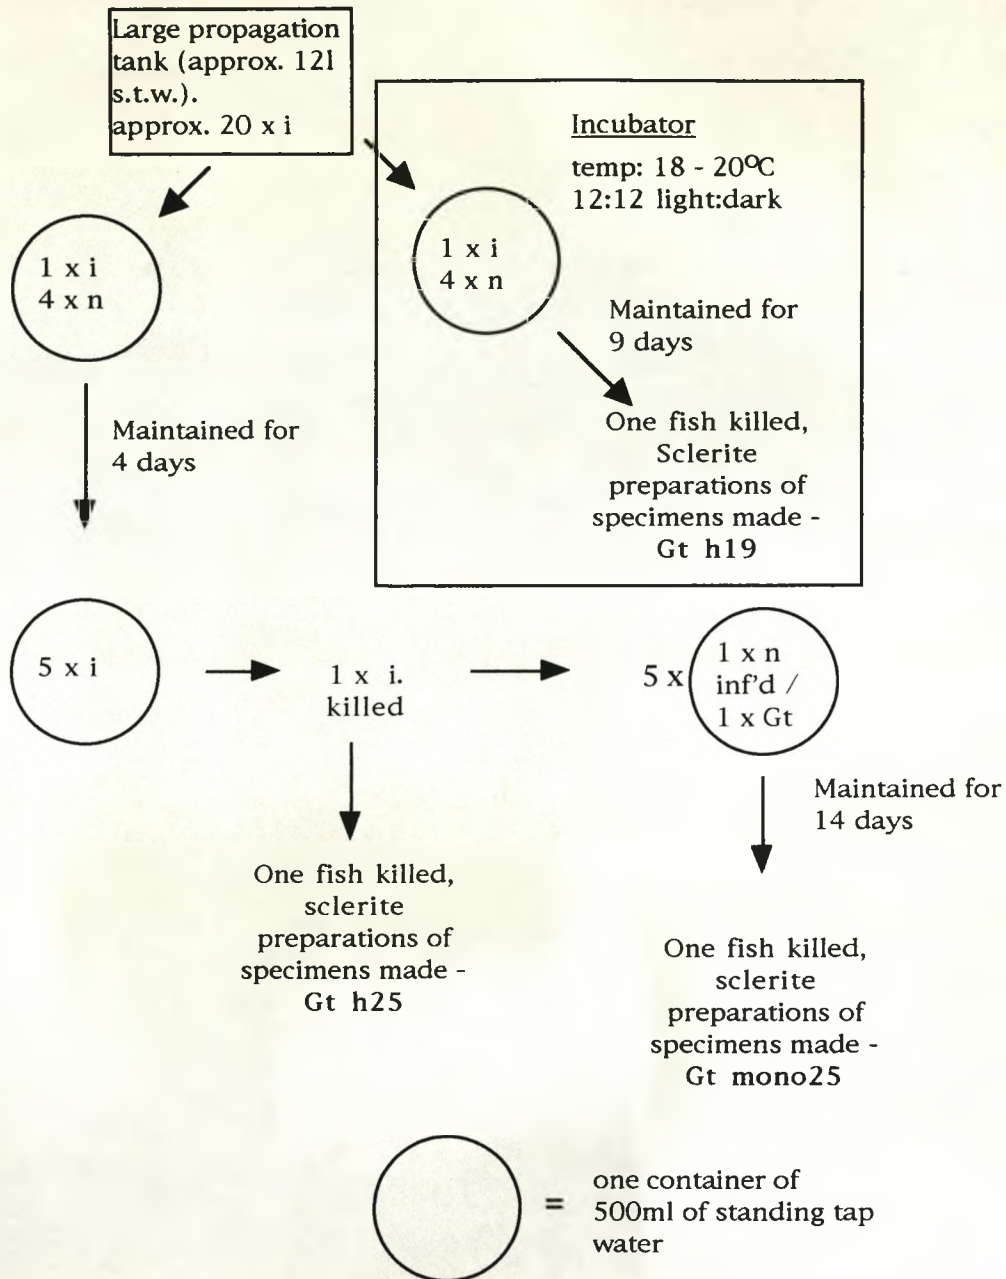 Large propagation
tank (approx. 12l
s.t.w.).
approx. 20 x i
Incubator
temp: 18 - 20°C
12:12 light:dark
1 x i
4 x n
1 x i
4 x n
Maintained for
9 days
One fish killed,
Sclerite
preparations of
specimens made -
Gt h19
Maintained for
4 days
5 x i
1 x i.
killed
5 x
1 x n
inf'd /
1 x Gt
Maintained for
14 days
One fish killed,
sclerite
preparations of
specimens made -
Gt h25
One fish killed,
sclerite
preparations of
specimens made -
Gt mono25
=
one container of
500ml of standing tap
water